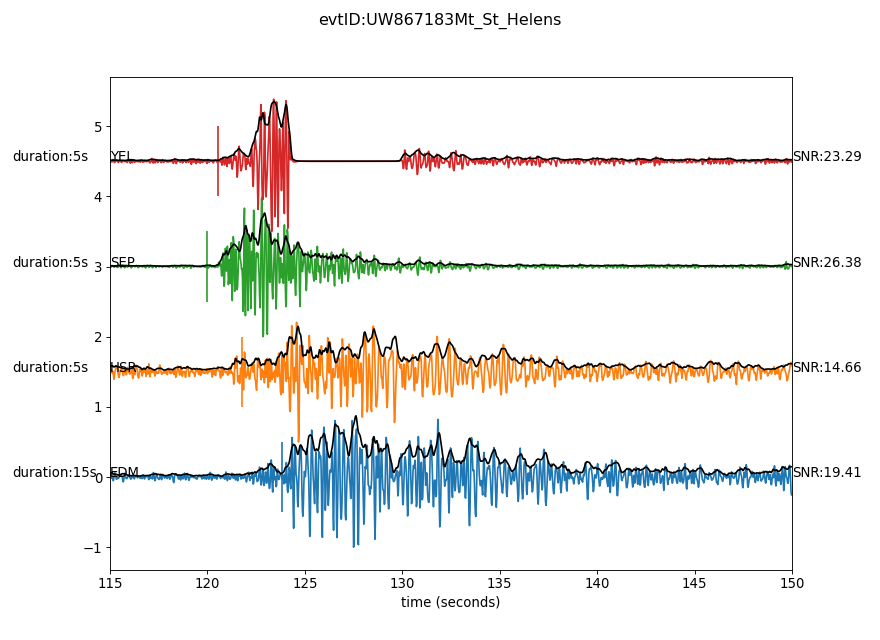 evtID:UW867183Mt_St_Helens
5
duration:5s YEL SNR:23.29
4
duration:5s SEP SNR:26.38
3
2
duration:5s HSR SNR:14.66
1
duration:15s EDM SNR:19.41
0
−1
115 120 125 130 135 140 145 150
time (seconds)